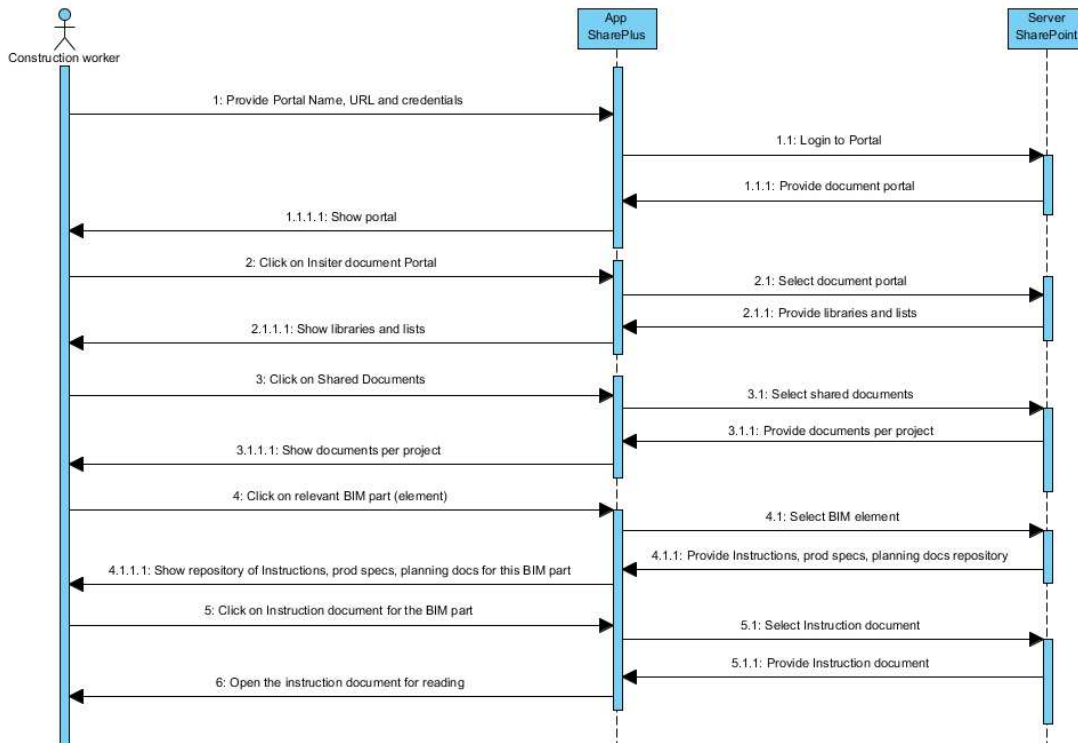 App
SharePlus
Server
SharePoint
Construction worker
1: Provide Portal Name, URL and credentials
1.1: Login to Portal
1.1.1: Provide document portal
1.1.1.1: Show portal
2: Click on Insiter document Portal
2.1: Select document portal
2.1.1: Provide libraries and lists
2.1.1.1: Show libraries and lists
3: Click on Shared Documents
3.1: Select shared documents
3.1.1: Provide documents per project
3.1.1.1: Show documents per project
4: Click on relevant BIM part (element)
4.1: Select BIM element
4.1.1: Provide Instructions, prod specs, planning docs repository
4.1.1.1: Show repository of Instructions, prod specs, planning docs for this BIM part
5: Click on Instruction document for the BIM part
5.1: Select Instruction document
5.1.1: Provide Instruction document
6: Open the instruction document for reading